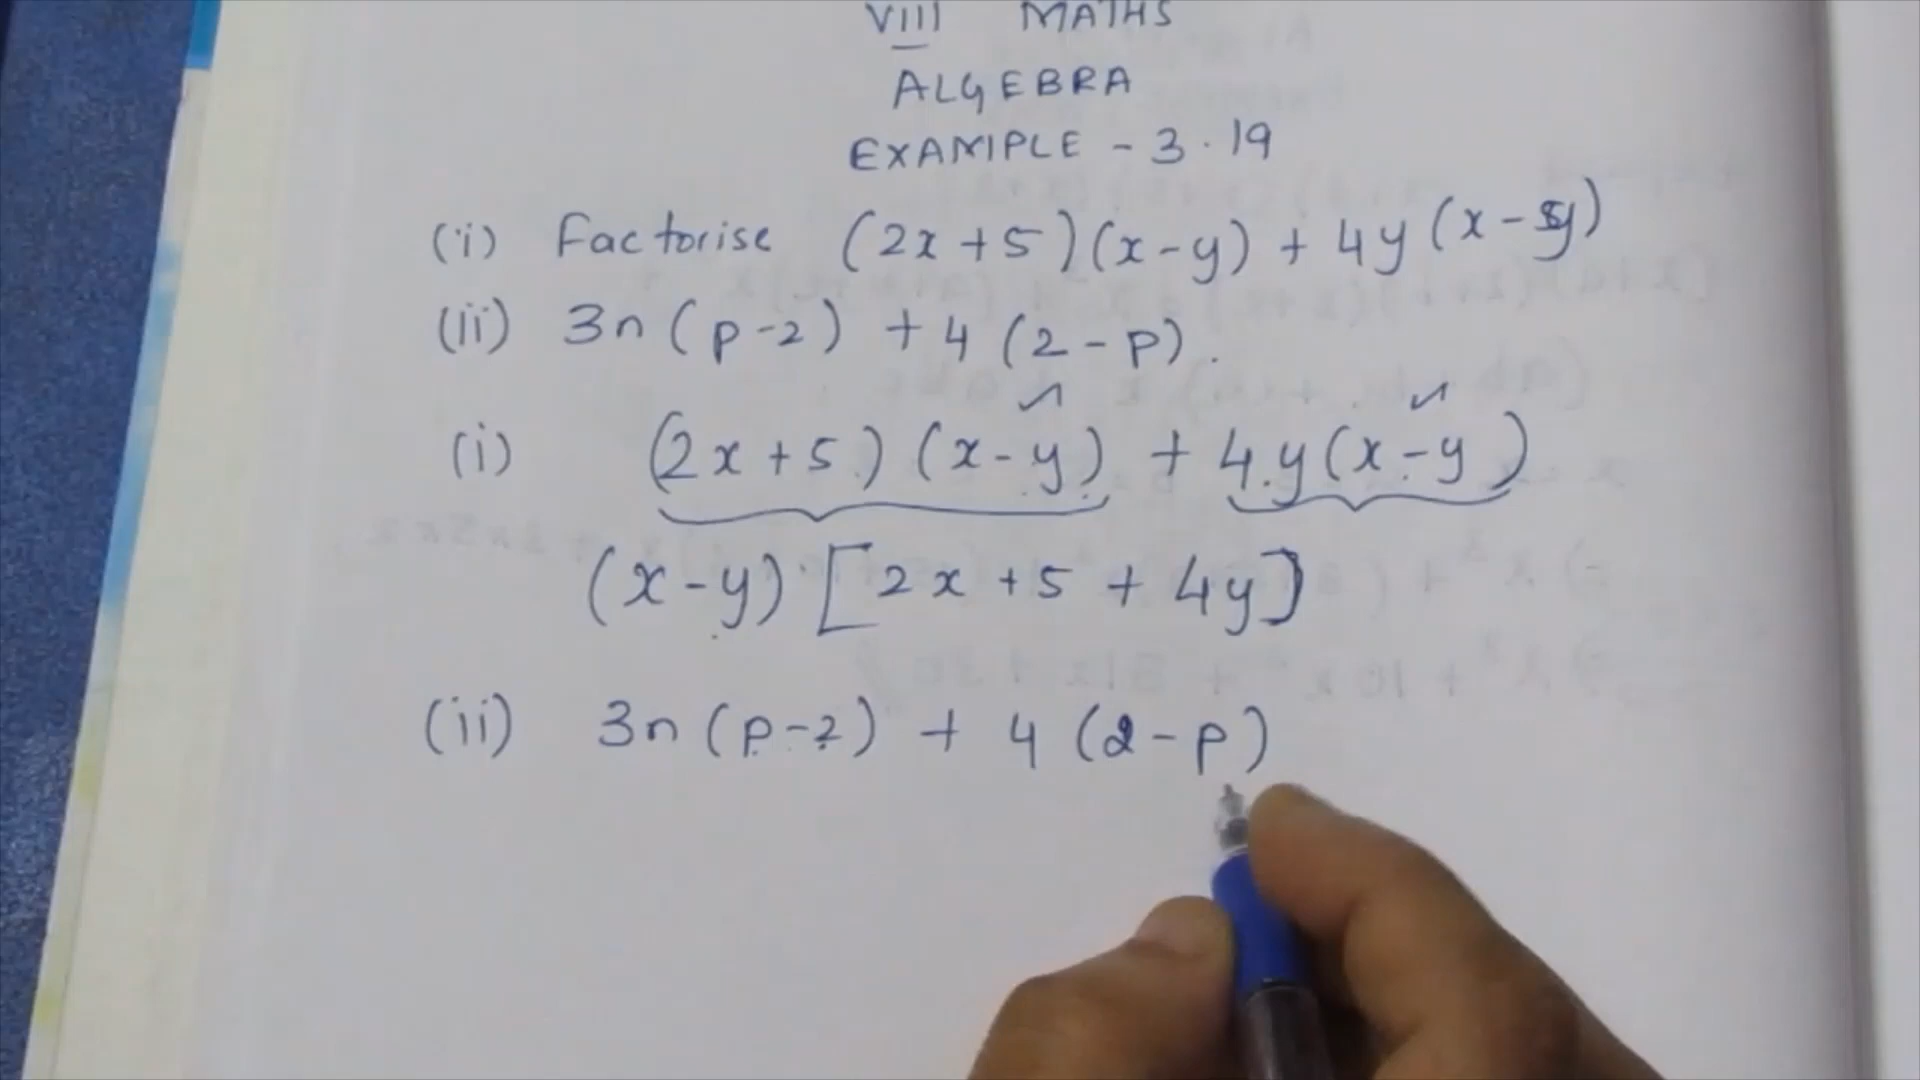 VIII MATHS
ALGEBRA
EXAMPLE - 3.19
(i) Factorise (2x+5)(x-y) + 4y(x-y)
(ii) 3n(p-2) + 4(2-p).
(i) (2x+5)(x-y) + 4y(x-y)
(x-y)[2x+5+4y]
(ii) 3n(p-2) + 4(2-p)